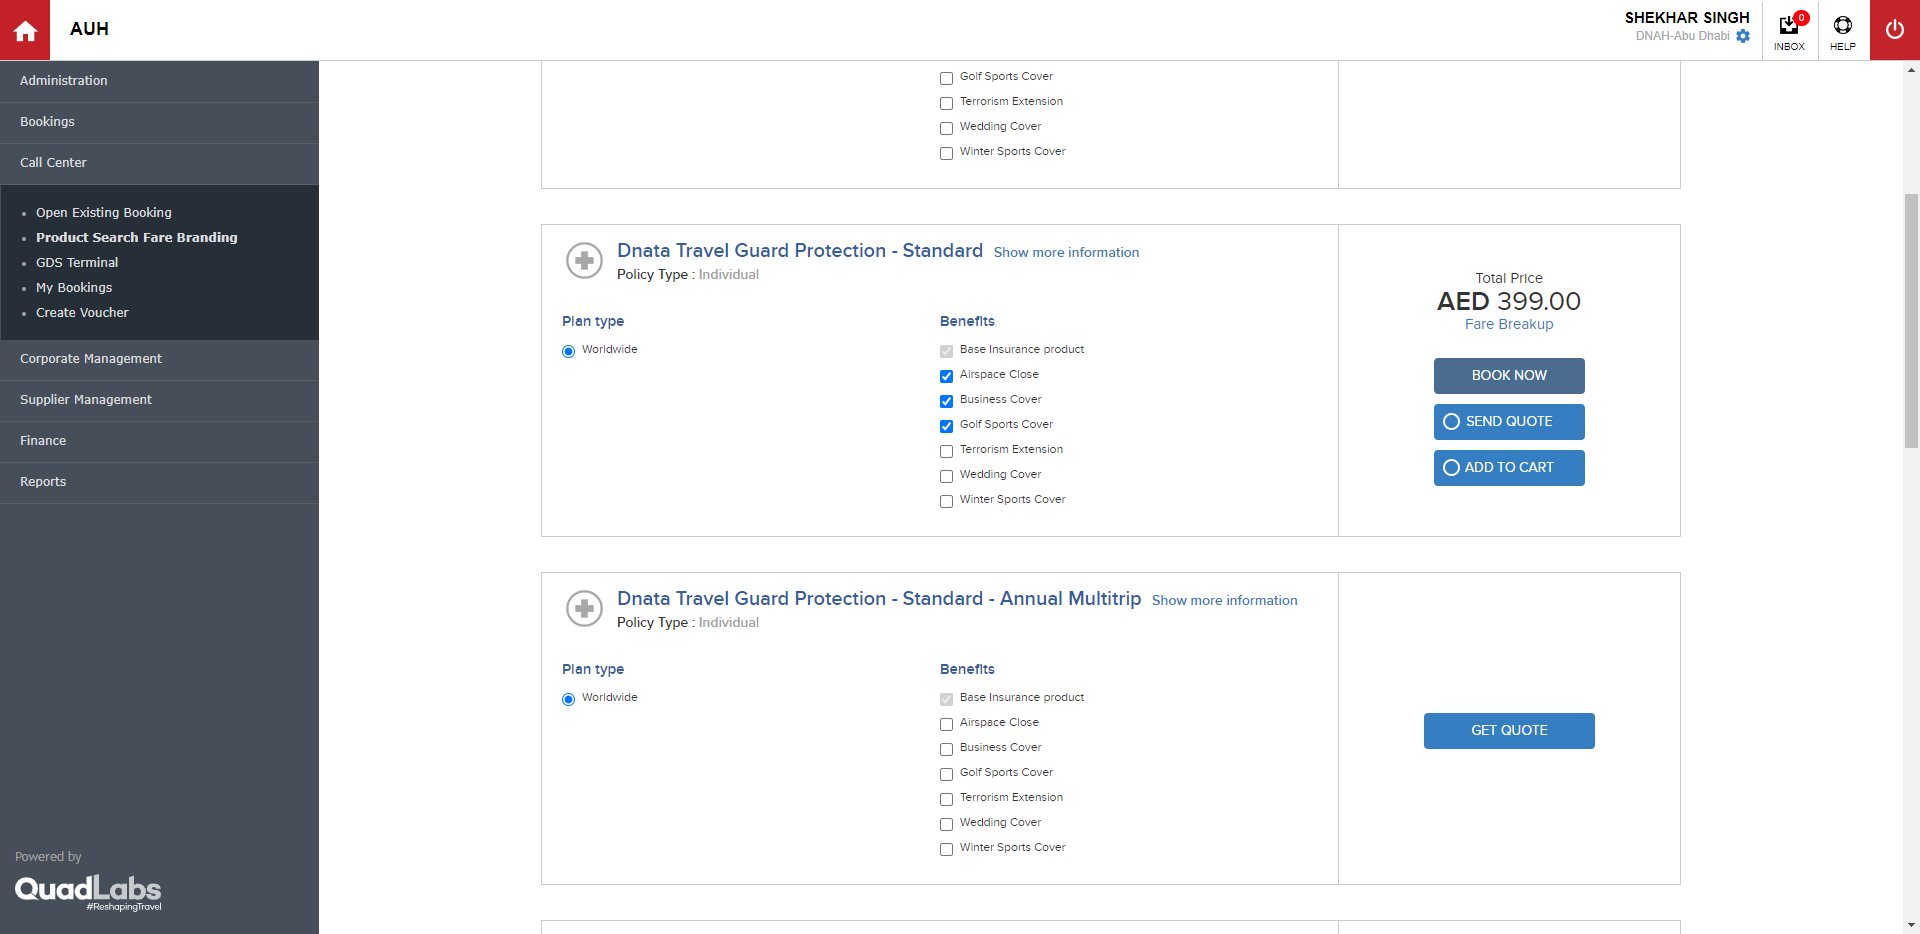 AUH
SHEKHAR SINGH
DNAH-Abu Dhabi
0
INBOX
HELP
Administration
Bookings
Call Center
Open Existing Booking
Product Search Fare Branding
GDS Terminal
My Bookings
Create Voucher
Corporate Management
Supplier Management
Finance
Reports
Powered by
QuadLabs
#ReshapingTravel
Golf Sports Cover
Terrorism Extension
Wedding Cover
Winter Sports Cover
Dnata Travel Guard Protection - Standard Show more information
Policy Type : Individual
Plan type
Worldwide
Benefits
Base Insurance product
Airspace Close
Business Cover
Golf Sports Cover
Terrorism Extension
Wedding Cover
Winter Sports Cover
Total Price
AED 399.00
Fare Breakup
BOOK NOW
SEND QUOTE
ADD TO CART
Dnata Travel Guard Protection - Standard - Annual Multitrip Show more information
Policy Type : Individual
Plan type
Worldwide
Benefits
Base Insurance product
Airspace Close
Business Cover
Golf Sports Cover
Terrorism Extension
Wedding Cover
Winter Sports Cover
GET QUOTE